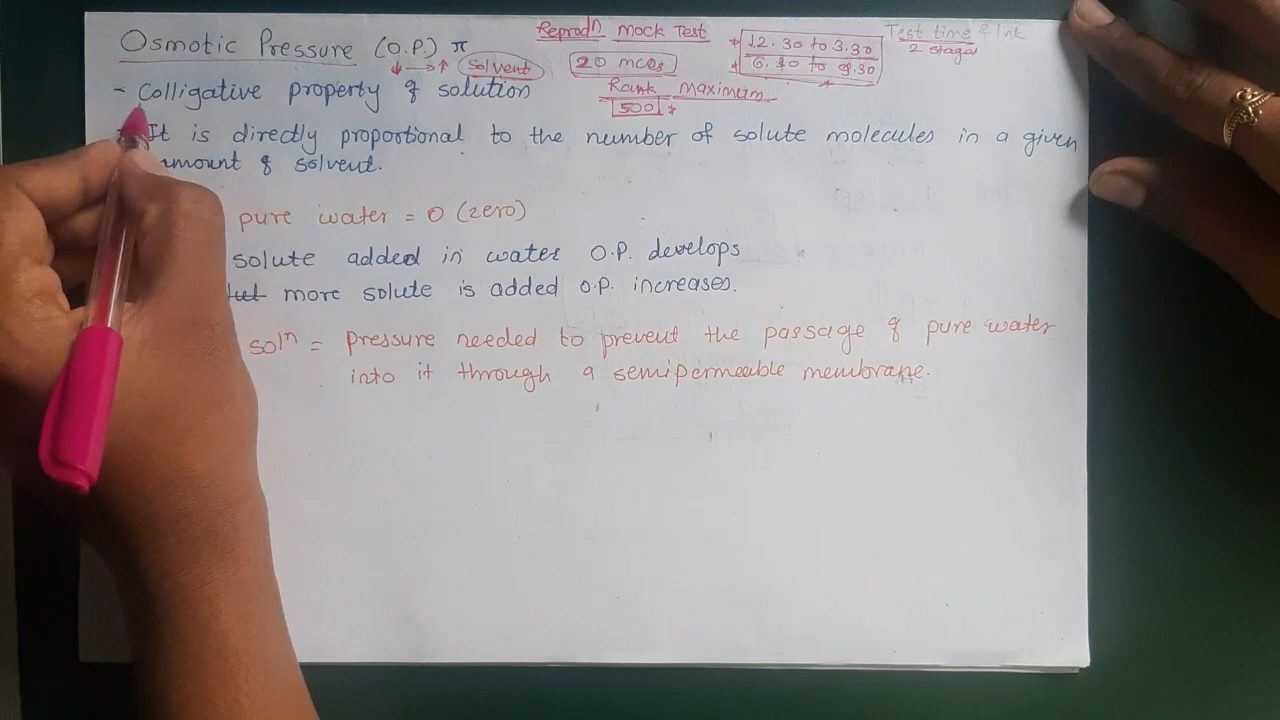 Osmotic Pressure (O.P.) π
↓ → ↑ solvent
- Colligative property of solution
It is directly proportional to the number of solute molecules in a given
amount of solvent.
pure water = 0 (zero)
solute added in water O.P. develops
more solute is added O.P. increases.
solⁿ = pressure needed to prevent the passage of pure water
into it through a semipermeable membrane.
Reprodⁿ Mock Test
20 mcqs
Rank Maximum
500 *
* 12.30 to 3.30
* 6.30 to 9.30
Test time & link
2 stages